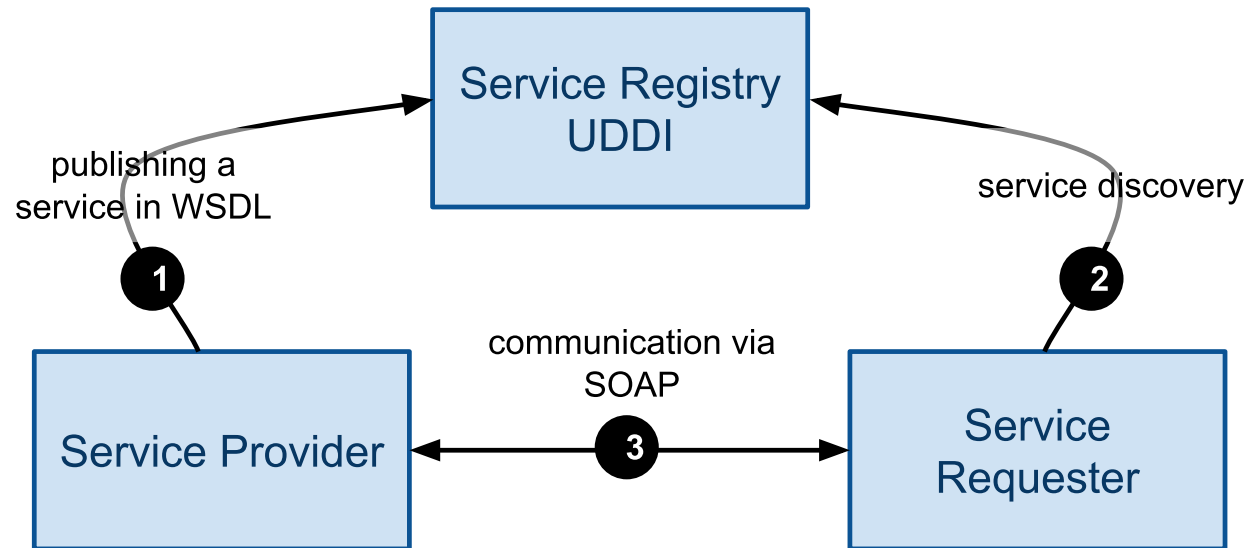 Service Registry
UDDI
publishing a
service in WSDL
service discovery
1
2
communication via
SOAP
Service Provider
3
Service
Requester